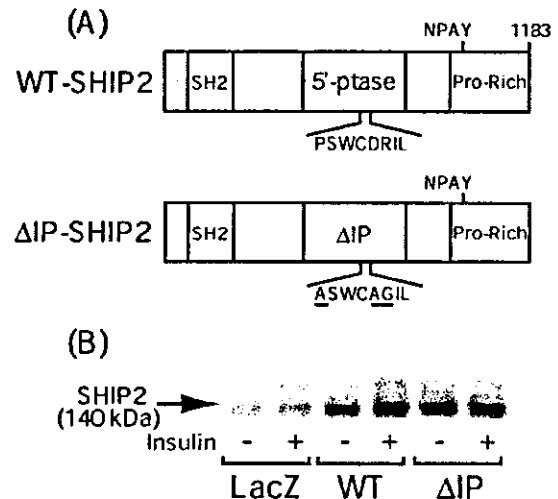 (A)
NPAY 1183
WT-SHIP2 SH2 5'-ptase Pro-Rich
PSWCDRIL
NPAY
ΔIP-SHIP2 SH2 ΔIP Pro-Rich
ASWCAGIL
(B)
SHIP2
(140 kDa)
Insulin - + - + - +
LacZ WT ΔIP